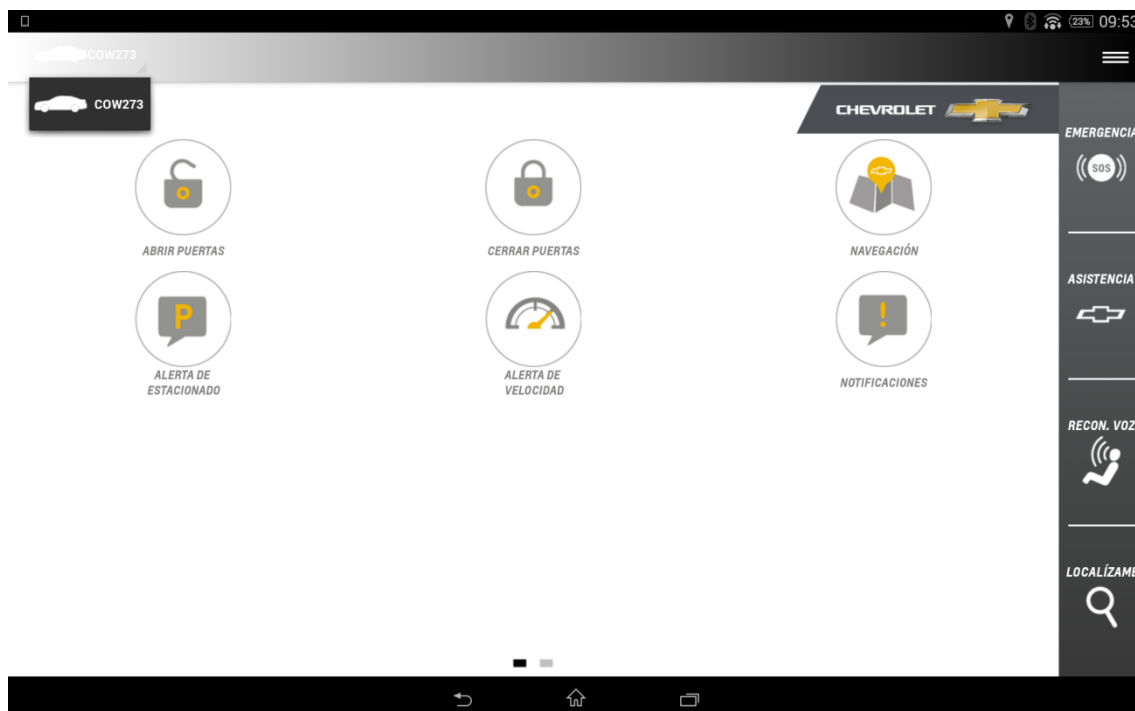 23% 09:53
COW273
COW273
CHEVROLET
EMERGENCIA
SOS
ABRIR PUERTAS
CERRAR PUERTAS
NAVEGACIÓN
ASISTENCIA
P
ALERTA DE
ESTACIONADO
ALERTA DE
VELOCIDAD
!
NOTIFICACIONES
RECON. VOZ
LOCALÍZAME